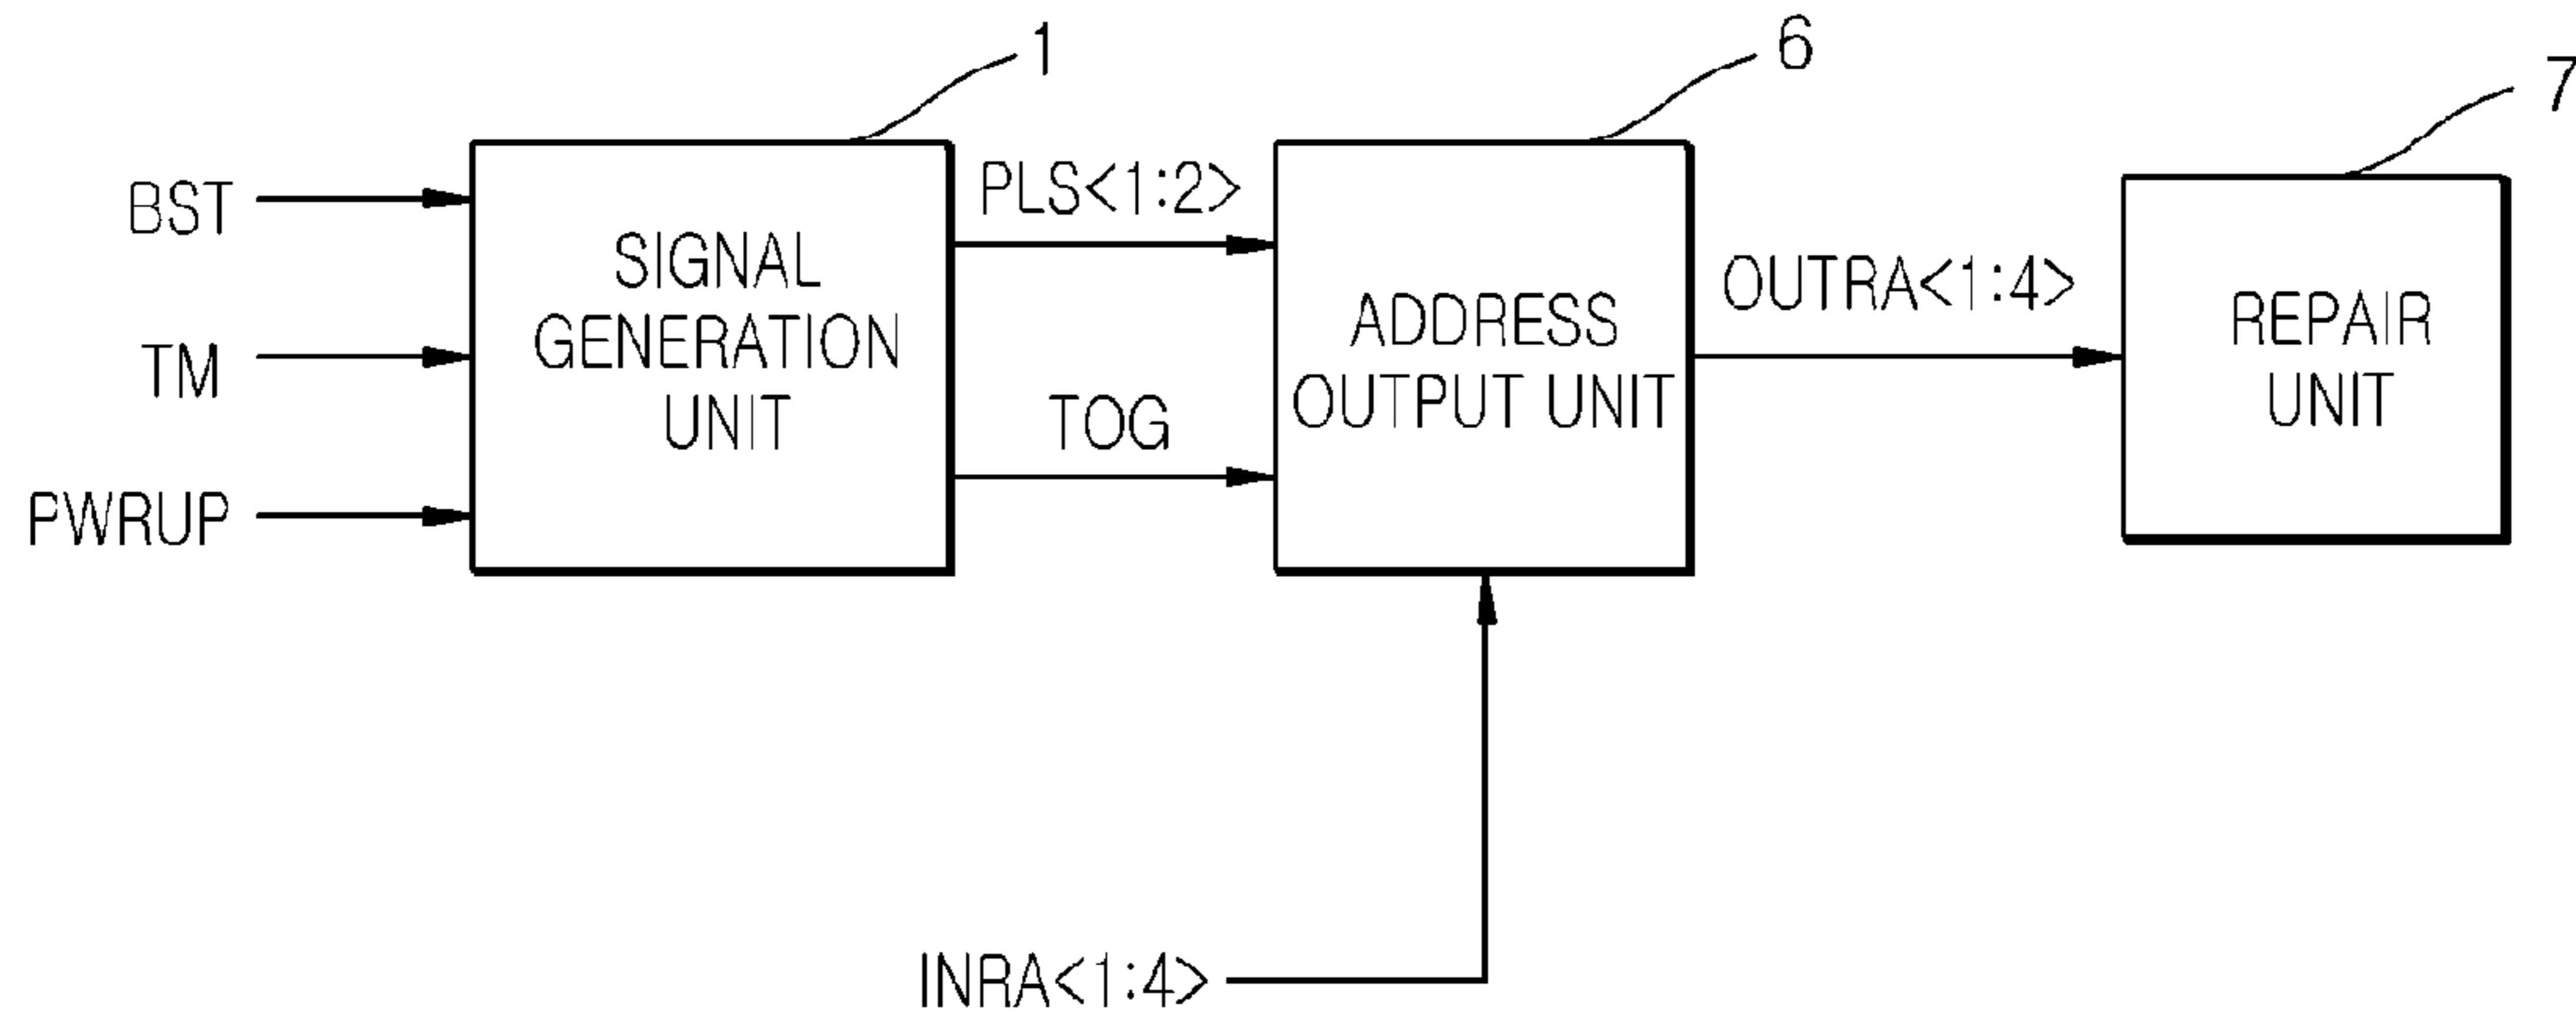 1
6
7
BST
TM
PWRUP
SIGNAL
GENERATION
UNIT
PLS<1:2>
TOG
ADDRESS
OUTPUT UNIT
OUTRA<1:4>
REPAIR
UNIT
INRA<1:4>